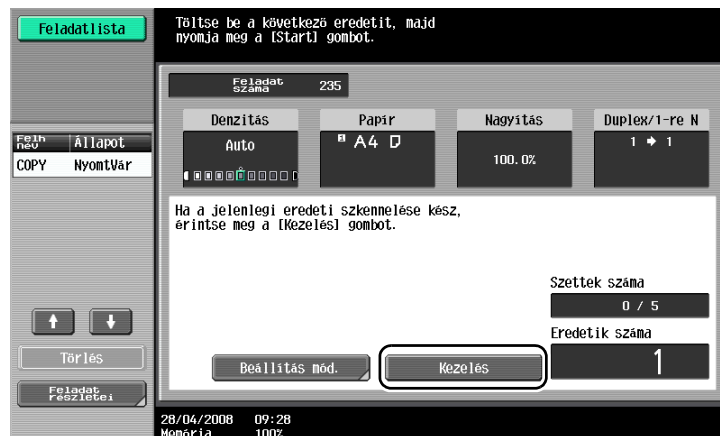 Feladatlista
Töltse be a következő eredetit, majd
nyomja meg a [Start] gombot.
Feladat
száma 235
Denzitás Papír Nagyítás Duplex/1-re N
Auto A4 100.0% 1 → 1
Felh
név Állapot
COPY NyomtVár
Ha a jelenlegi eredeti szkennelése kész,
érintse meg a [Kezelés] gombot.
Szettek száma
0 / 5
Eredetik száma
1
Törlés
Beállítás mód. Kezelés
Feladat
részletei
28/04/2008 09:28
Memória 100%